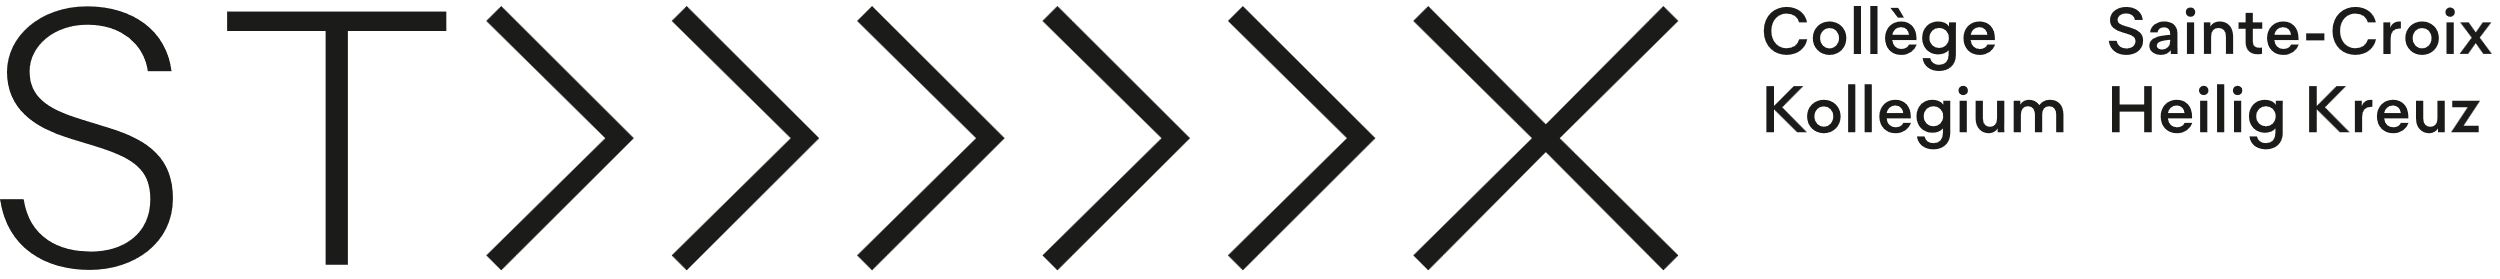 ST>>>>>X
Collège Sainte-Croix
Kollegium Heilig Kreuz